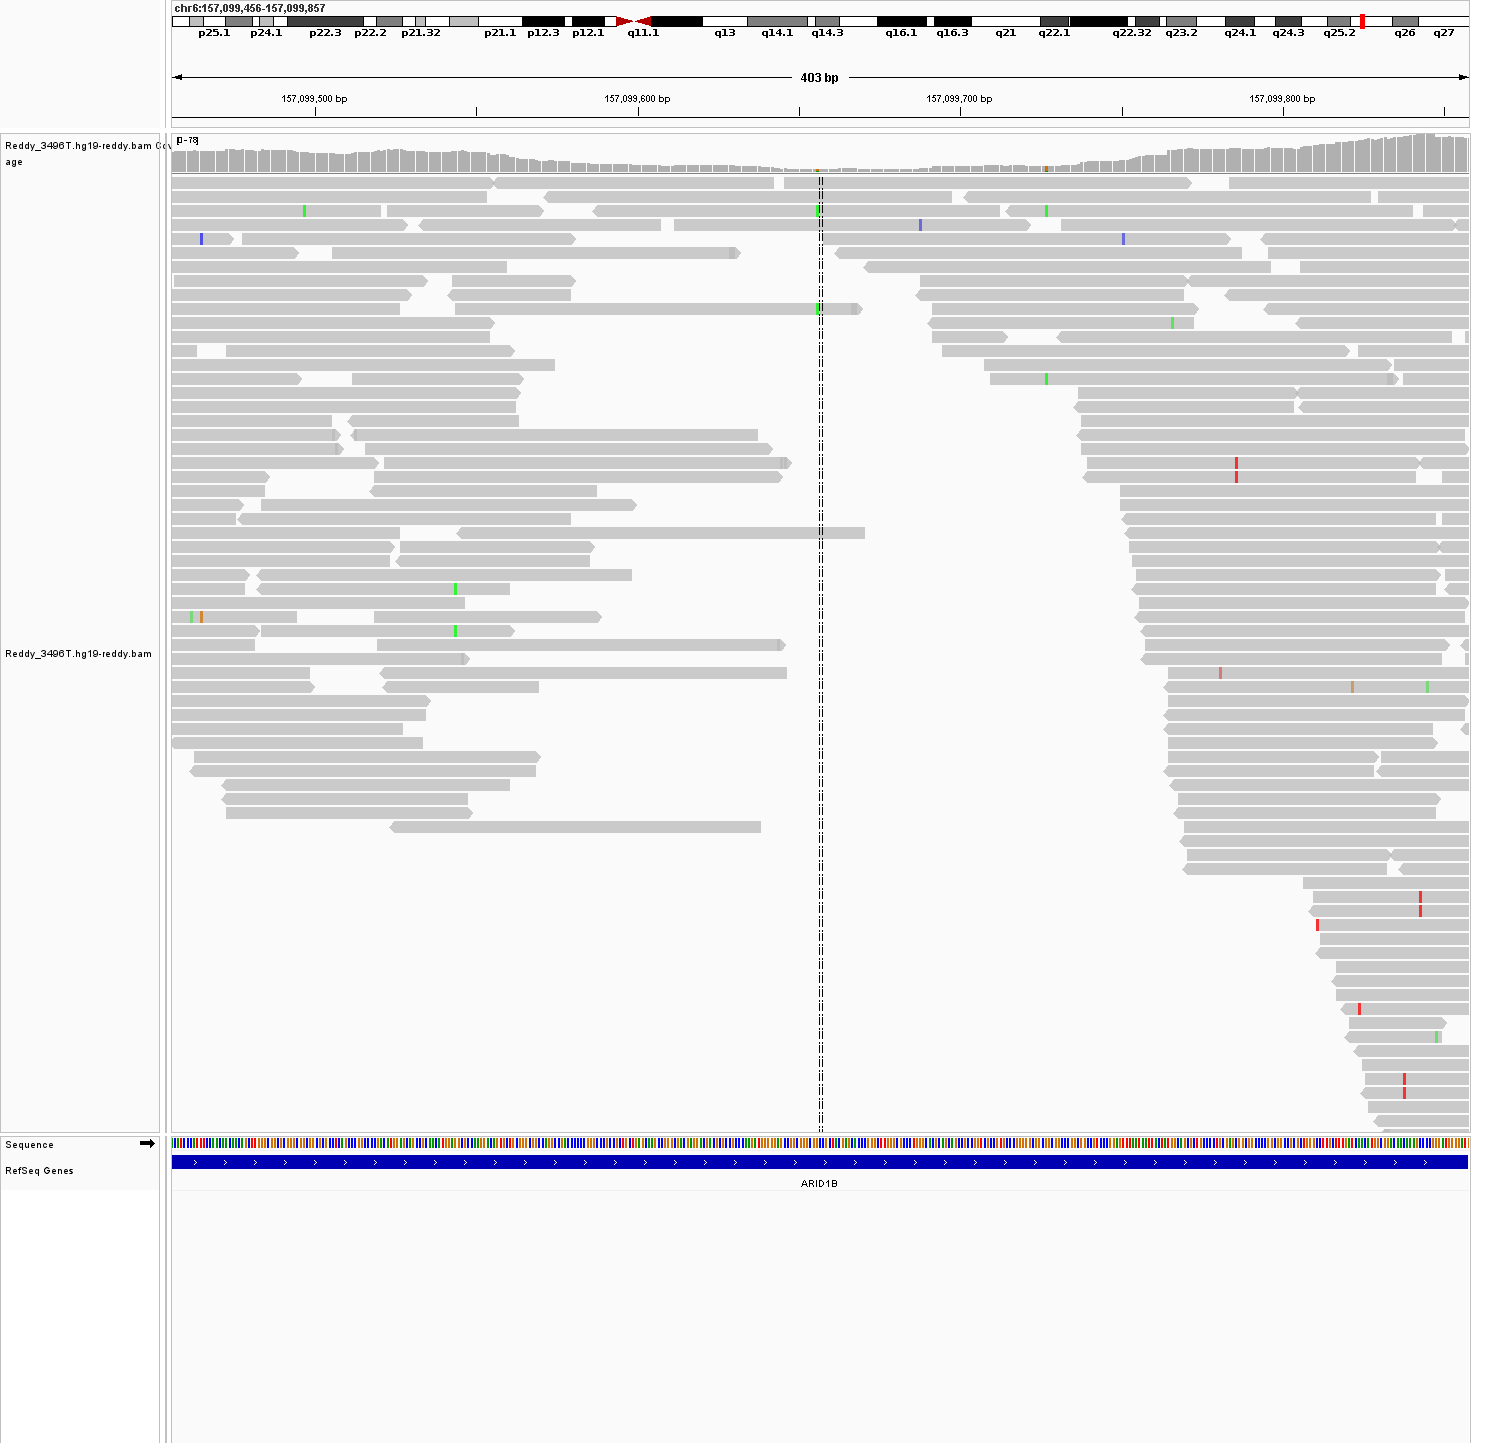 chr6:157,099,456-157,099,857
p25.1 p24.1 p22.3 p22.2 p21.32 p21.1 p12.3 p12.1 q11.1 q13 q14.1 q14.3 q16.1 q16.3 q21 q22.1 q22.32 q23.2 q24.1 q24.3 q25.2 q26 q27
403 bp
157,099,500 bp 157,099,600 bp 157,099,700 bp 157,099,800 bp
[0-78]
Reddy_3496T.hg19-reddy.bam Cov
age
Reddy_3496T.hg19-reddy.bam
Sequence
RefSeq Genes
ARID1B